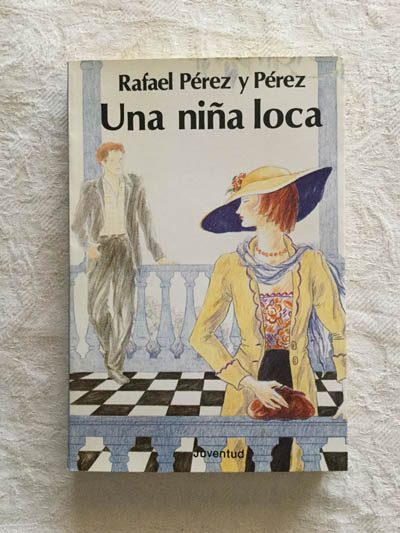 Rafael Pérez y Pérez
Una niña loca
Juventud